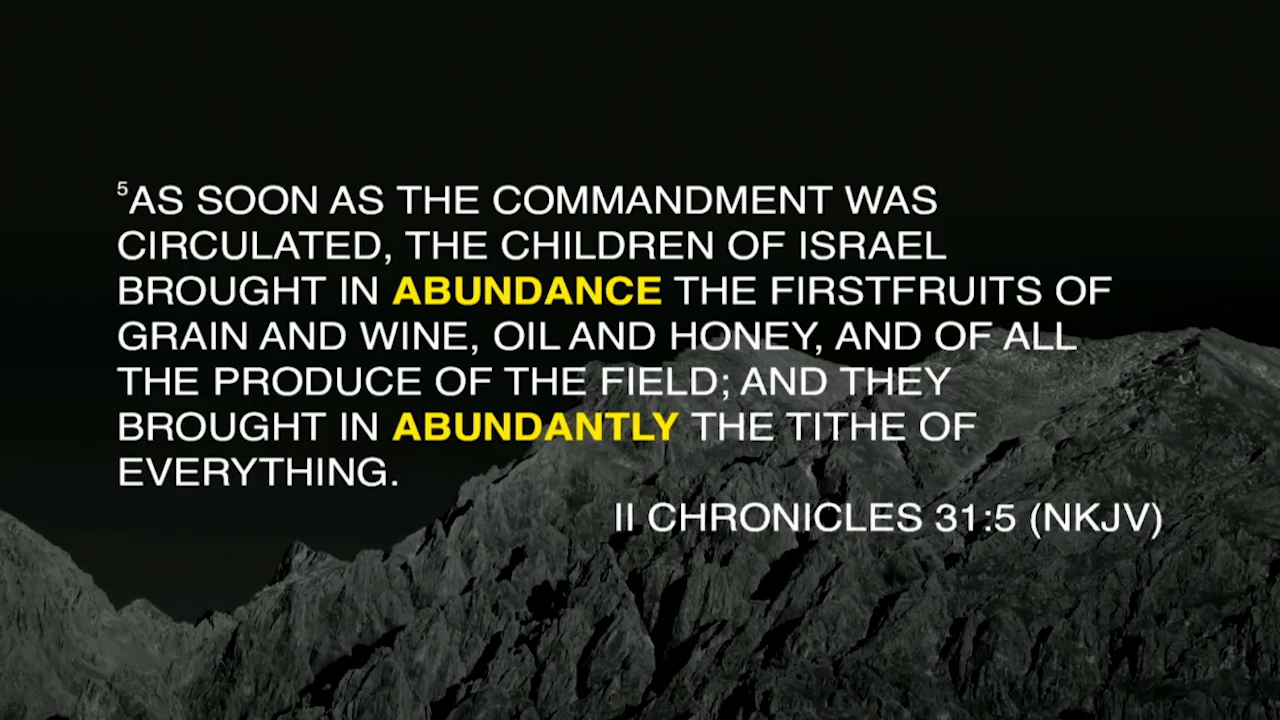 ⁵AS SOON AS THE COMMANDMENT WAS
CIRCULATED, THE CHILDREN OF ISRAEL
BROUGHT IN ABUNDANCE THE FIRSTFRUITS OF
GRAIN AND WINE, OIL AND HONEY, AND OF ALL
THE PRODUCE OF THE FIELD; AND THEY
BROUGHT IN ABUNDANTLY THE TITHE OF
EVERYTHING.
II CHRONICLES 31:5 (NKJV)